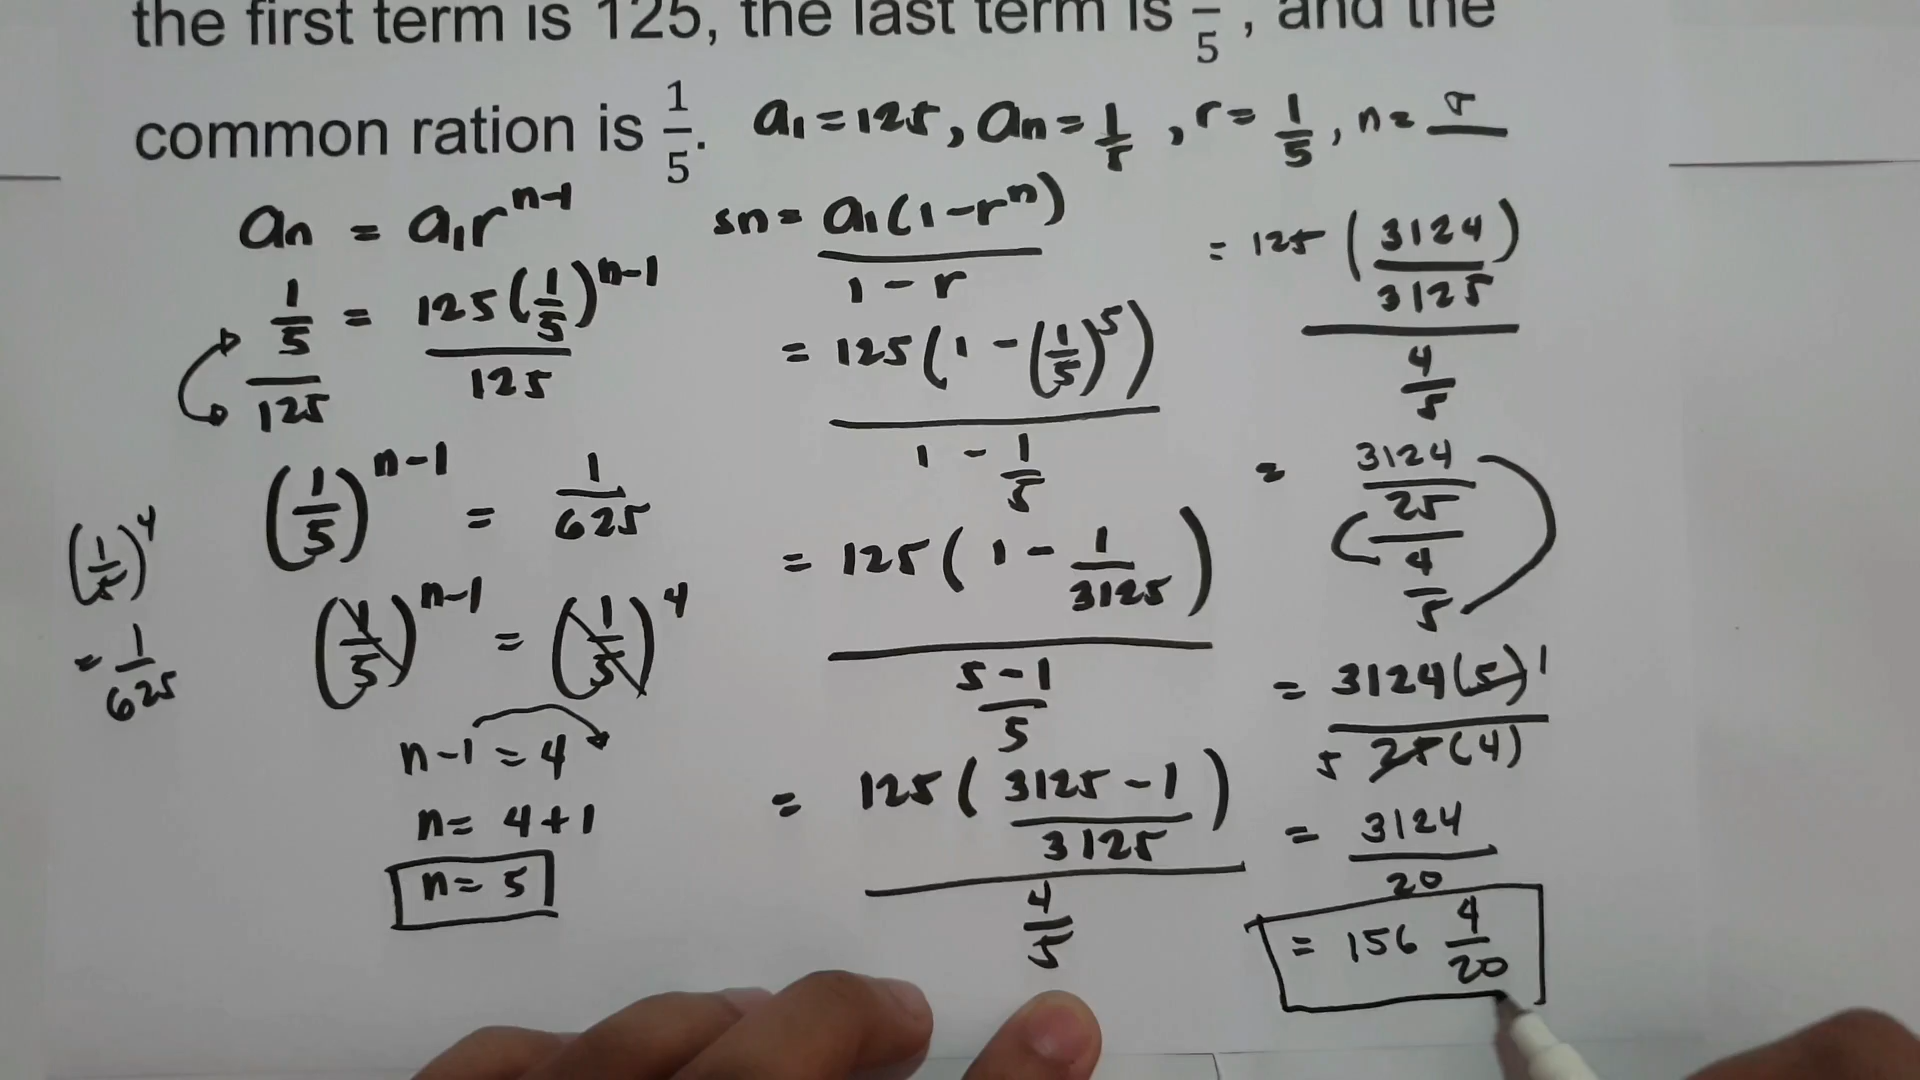 the first term is 125, the last term is –/5, and the
common ration is 1/5. a₁ = 125, aₙ = 1/5, r = 1/5, n = 5
aₙ = a₁rⁿ⁻¹
1/5 / 125 = 125(1/5)ⁿ⁻¹ / 125
(1/5)ⁿ⁻¹ = 1/625
(1/5)⁴
= 1/625
(1/5)ⁿ⁻¹ = (1/5)⁴
n-1 = 4
n = 4+1
n = 5
sn = a₁(1-rⁿ) / 1-r
= 125(1-(1/5)⁵) / 1 - 1/5
= 125(1 - 1/3125) / 5-1/5
= 125(3125-1/3125) / 4/5
= 125(3124/3125) / 4/5
= 3124/25 / 4/5
= 3124(5) 1 / 5 25(4)
= 3124/20
= 156 4/20